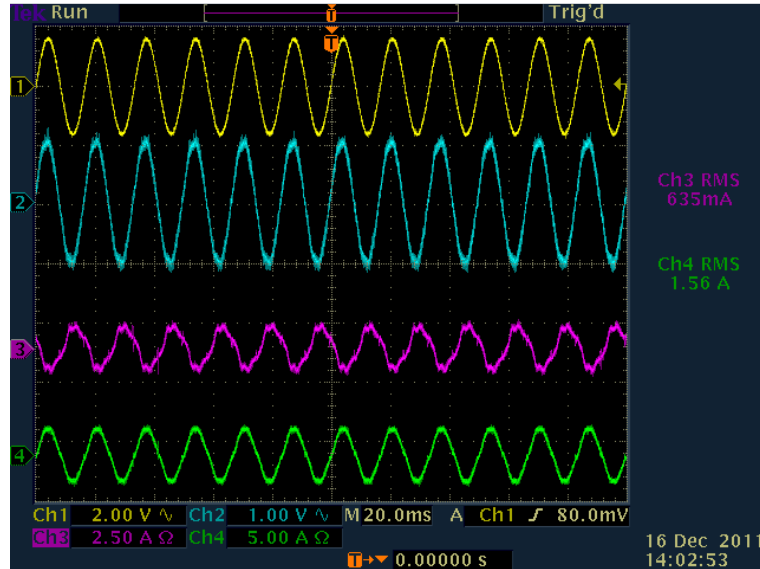 Tek Run Trig'd
T
T
1
2
Ch3 RMS
635mA
Ch4 RMS
1.56 A
3
4
Ch1 2.00 V ∿ Ch2 1.00 V ∿ M 20.0ms A Ch1 ʃ 80.0mV
Ch3 2.50 A Ω Ch4 5.00 A Ω
T→▼ 0.00000 s
16 Dec 2011
14:02:53